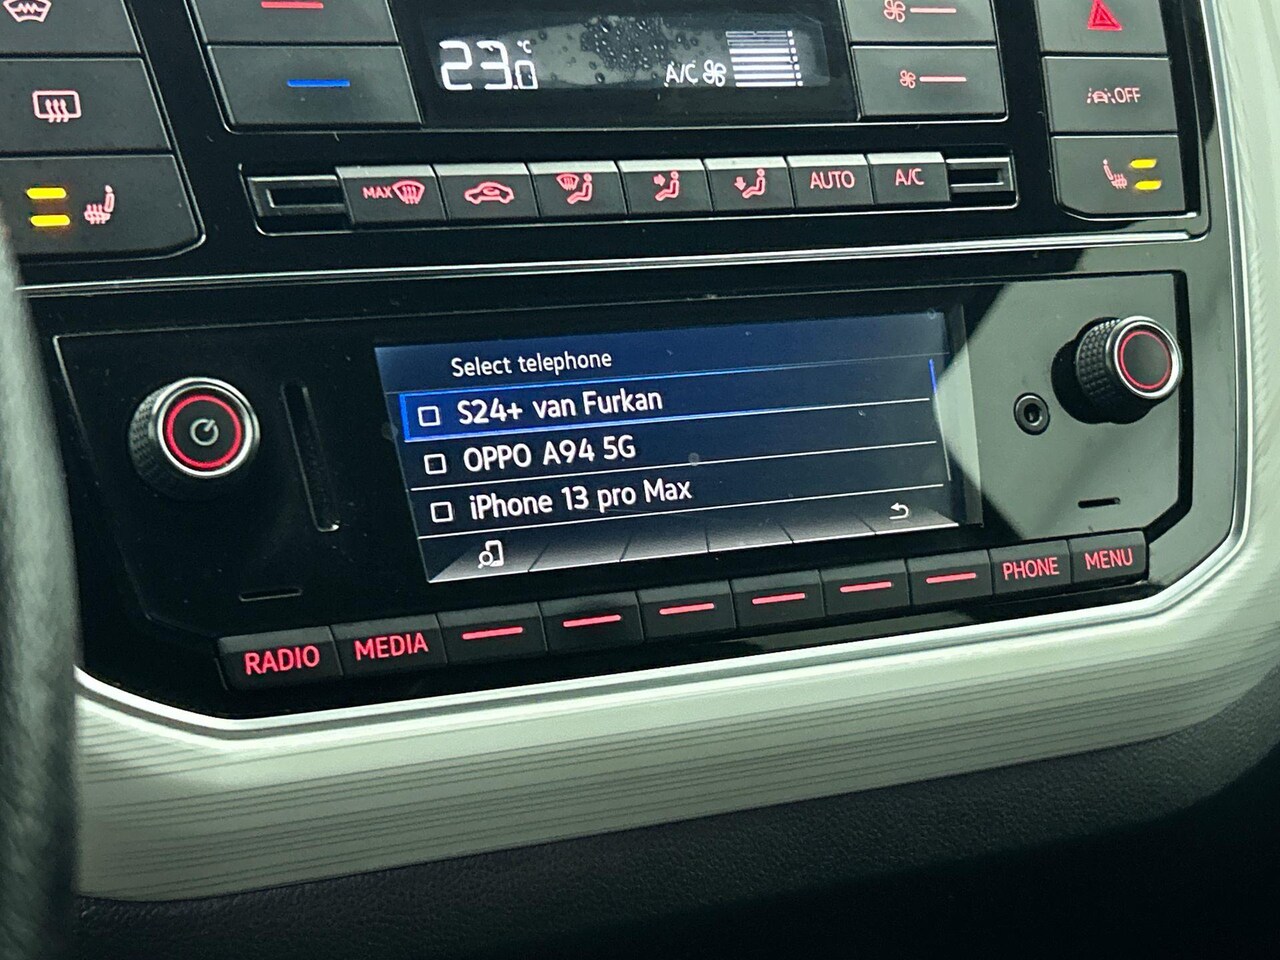 23.0 °C
A/C
OFF
MAX
AUTO
A/C
Select telephone
S24+ van Furkan
OPPO A94 5G
iPhone 13 pro Max
RADIO
MEDIA
PHONE
MENU